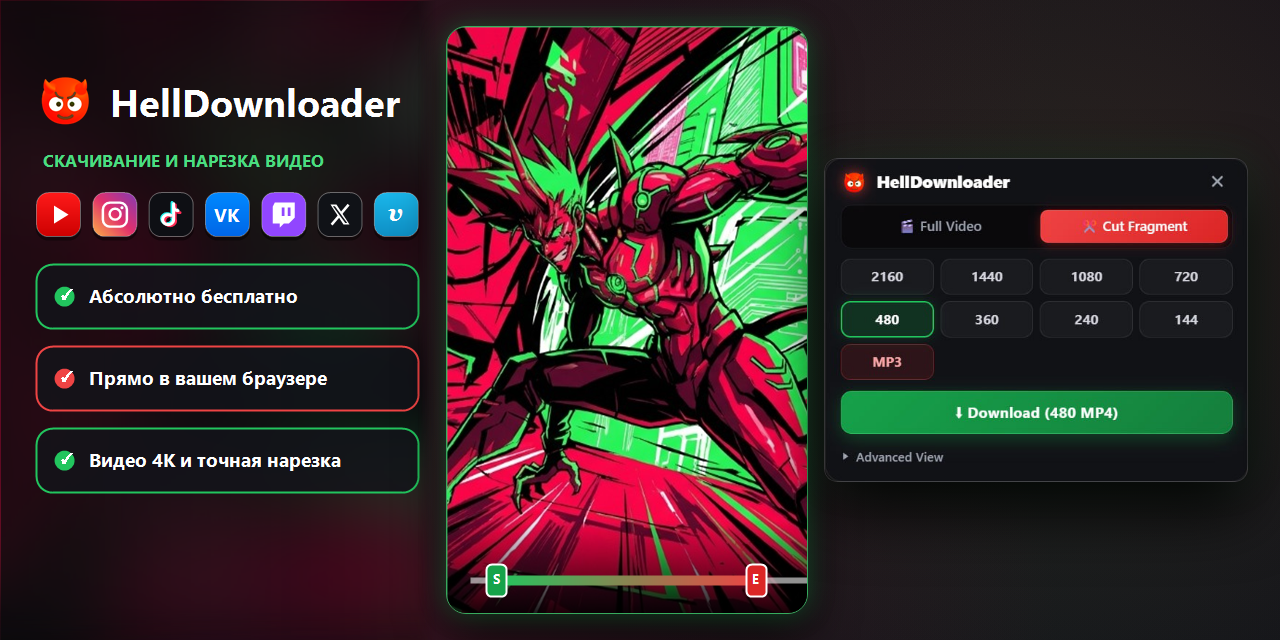 HellDownloader
СКАЧИВАНИЕ И НАРЕЗКА ВИДЕО
VK
X
Абсолютно бесплатно
Прямо в вашем браузере
Видео 4К и точная нарезка
S
E
HellDownloader
Full Video
Cut Fragment
2160
1440
1080
720
480
360
240
144
MP3
Download (480 MP4)
Advanced View